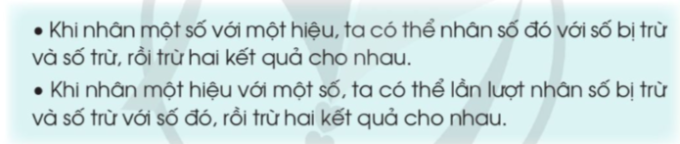 • Khi nhân một số với một hiệu, ta có thể nhân số đó với số bị trừ
và số trừ, rồi trừ hai kết quả cho nhau.
• Khi nhân một hiệu với một số, ta có thể lần lượt nhân số bị trừ
và số trừ với số đó, rồi trừ hai kết quả cho nhau.